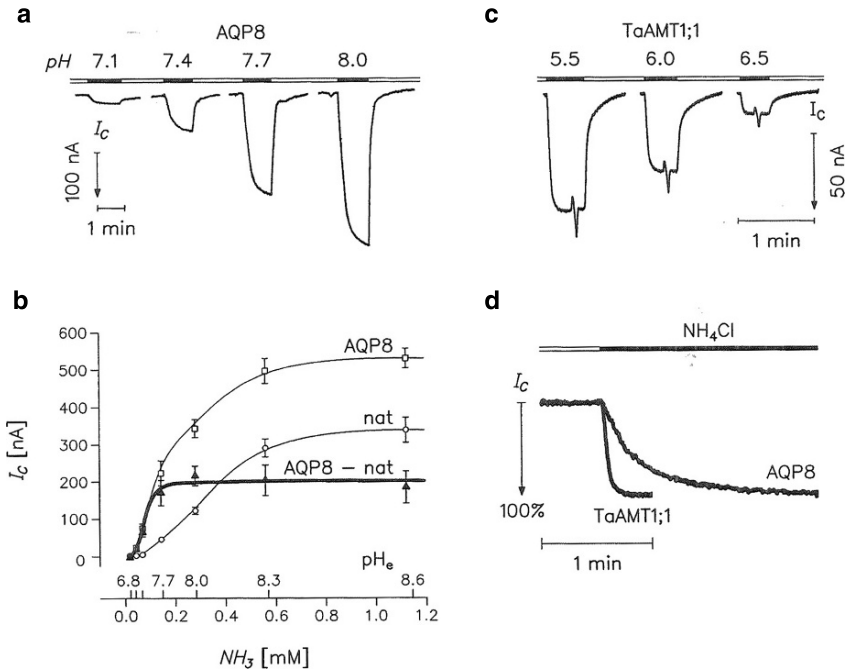 a
AQP8
pH 7.1 7.4 7.7 8.0
I_C
100 nA
1 min
c
TaAMT1;1
5.5 6.0 6.5
I_C
50 nA
1 min
b
600
500
400
300
200
100
0
I_C [nA]
AQP8
nat
AQP8 – nat
pH_e
6.8 7.7 8.0 8.3 8.6
0.0 0.2 0.4 0.6 0.8 1.0 1.2
NH₃ [mM]
d
NH₄Cl
I_C
100%
AQP8
TaAMT1;1
1 min